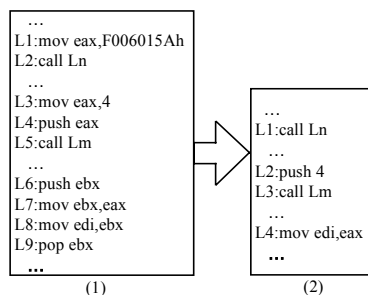 ...
L1:mov eax,F006015Ah
L2:call Ln
...
L3:mov eax,4
L4:push eax
L5:call Lm
...
L6:push ebx
L7:mov ebx,eax
L8:mov edi,ebx
L9:pop ebx
...
(1)
...
L1:call Ln
...
L2:push 4
L3:call Lm
...
L4:mov edi,eax
...
(2)